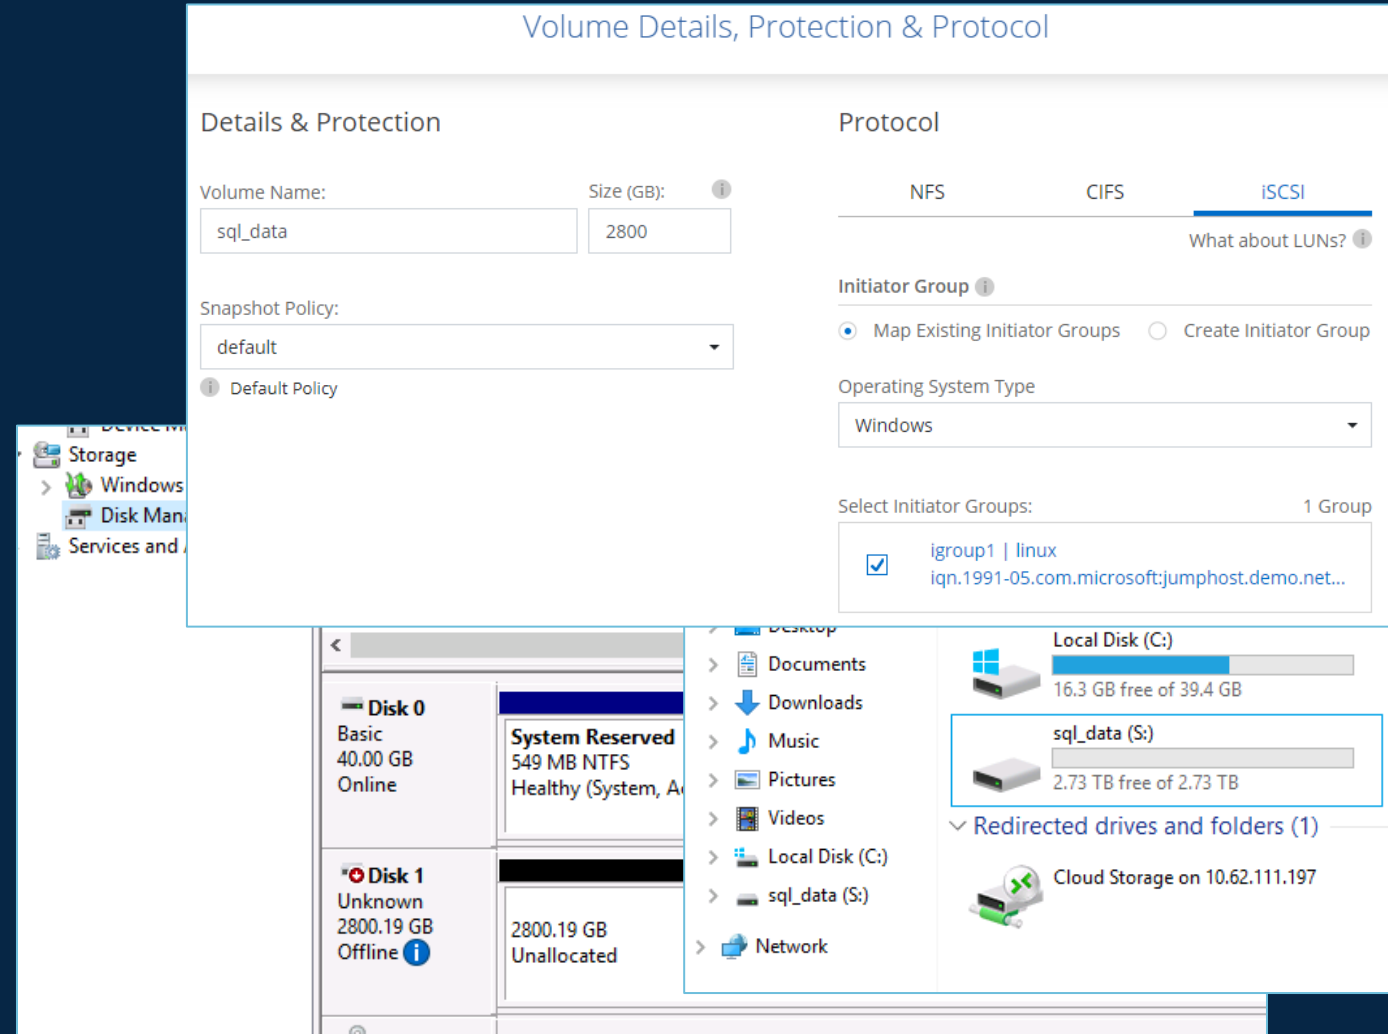 Volume Details, Protection & Protocol
Details & Protection
Volume Name:
Size (GB):
sql_data
2800
Snapshot Policy:
default
Default Policy
Protocol
NFS
CIFS
iSCSI
What about LUNs?
Initiator Group
Map Existing Initiator Groups
Create Initiator Group
Operating System Type
Windows
Select Initiator Groups:
1 Group
igroup1 | linux
iqn.1991-05.com.microsoft:jumphost.demo.net...
Storage
Windows
Disk Mana
Services and
Disk 0
Basic
40.00 GB
Online
System Reserved
549 MB NTFS
Healthy (System, A
Disk 1
Unknown
2800.19 GB
Offline
2800.19 GB
Unallocated
Desktop
Documents
Downloads
Music
Pictures
Videos
Local Disk (C:)
sql_data (S:)
Network
Local Disk (C:)
16.3 GB free of 39.4 GB
sql_data (S:)
2.73 TB free of 2.73 TB
Redirected drives and folders (1)
Cloud Storage on 10.62.111.197